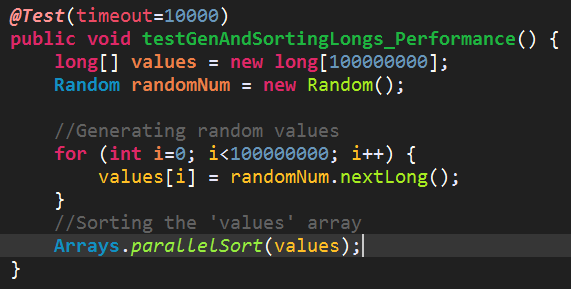 @Test(timeout=10000)
public void testGenAndSortingLongs_Performance() {
    long[] values = new long[100000000];
    Random randomNum = new Random();

    //Generating random values
    for (int i=0; i<100000000; i++) {
        values[i] = randomNum.nextLong();
    }
    //Sorting the 'values' array
    Arrays.parallelSort(values);
}